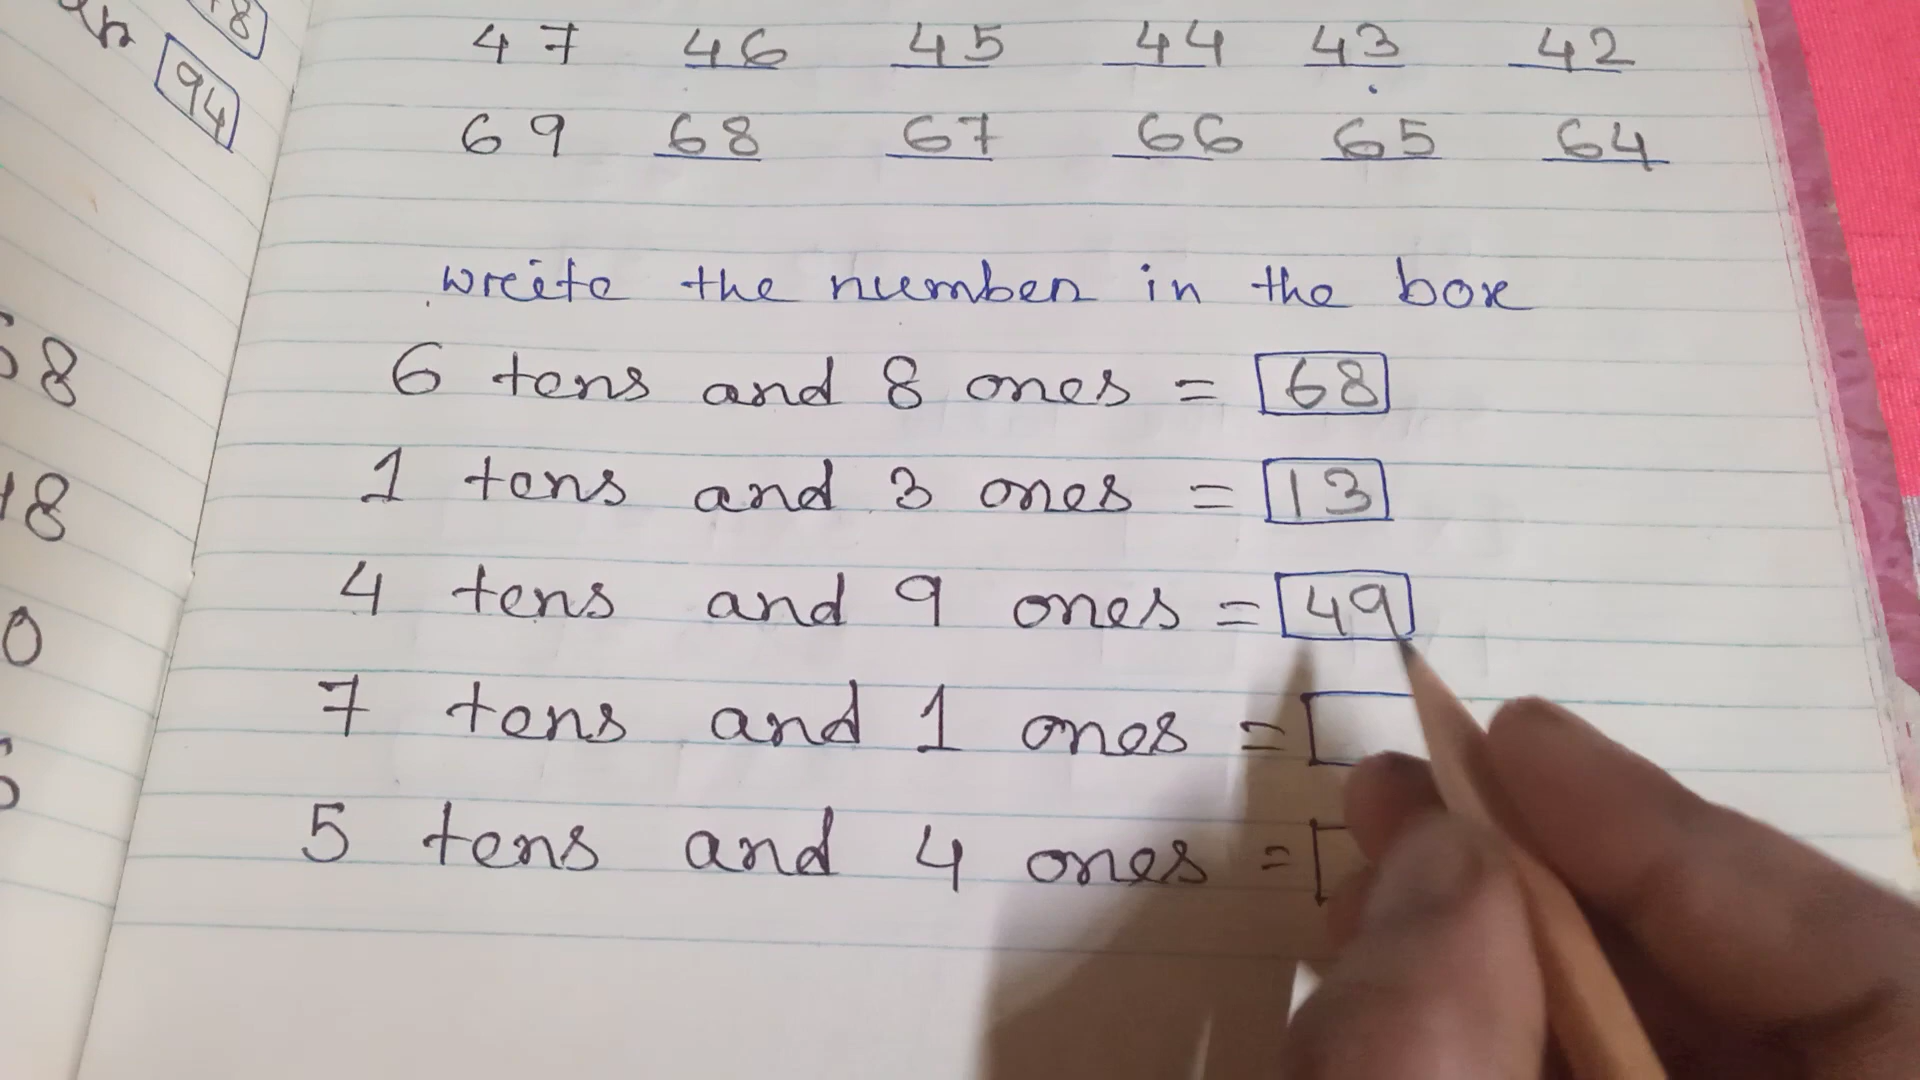 94
47 46 45 44 43 42
69 68 67 66 65 64
write the number in the box
6 tens and 8 ones = 68
1 tens and 3 ones = 13
4 tens and 9 ones = 49
7 tens and 1 ones =
5 tens and 4 ones =